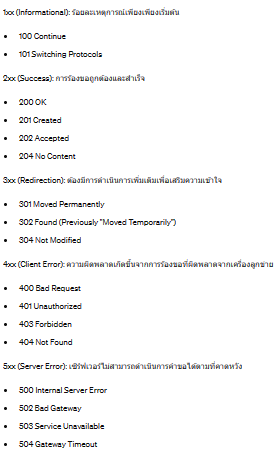 1xx (Informational): ร้อยละเหตุการณ์เพียงเพียงเริ่มต้น
• 100 Continue
• 101 Switching Protocols
2xx (Success): การร้องขอถูกต้องและสำเร็จ
• 200 OK
• 201 Created
• 202 Accepted
• 204 No Content
3xx (Redirection): ต้องมีการดำเนินการเพิ่มเติมเพื่อเสริมความเข้าใจ
• 301 Moved Permanently
• 302 Found (Previously "Moved Temporarily")
• 304 Not Modified
4xx (Client Error): ความผิดพลาดเกิดขึ้นจากการร้องขอที่ผิดพลาดจากเครื่องลูกข่าย
• 400 Bad Request
• 401 Unauthorized
• 403 Forbidden
• 404 Not Found
5xx (Server Error): เซิร์ฟเวอร์ไม่สามารถดำเนินการคำขอได้ตามที่คาดหวัง
• 500 Internal Server Error
• 502 Bad Gateway
• 503 Service Unavailable
• 504 Gateway Timeout